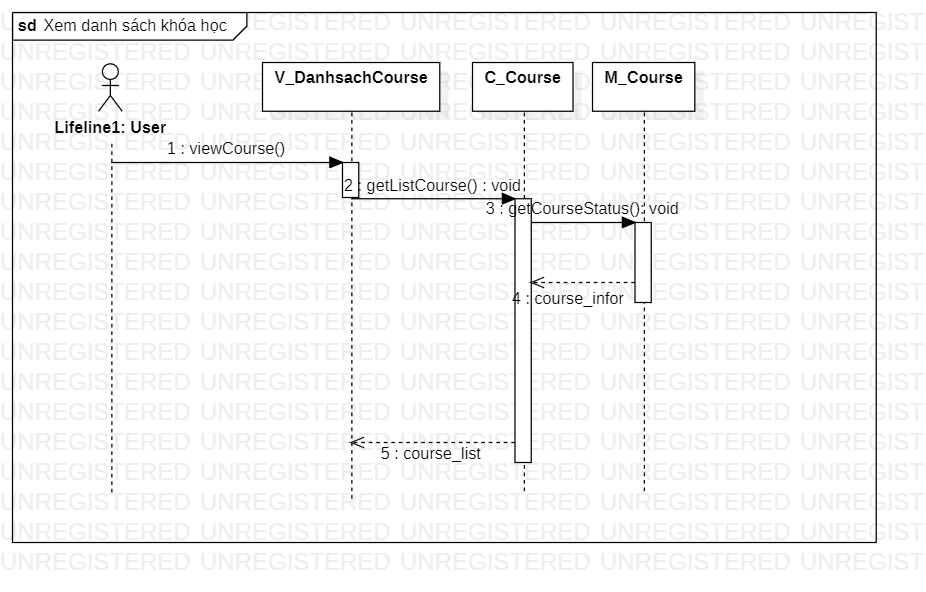 sd Xem danh sách khóa học
V_DanhsachCourse
C_Course
M_Course
Lifeline1: User
1 : viewCourse()
2 : getListCourse() : void
3 : getCourseStatus(): void
4 : course_infor
5 : course_list
UNREGISTERED